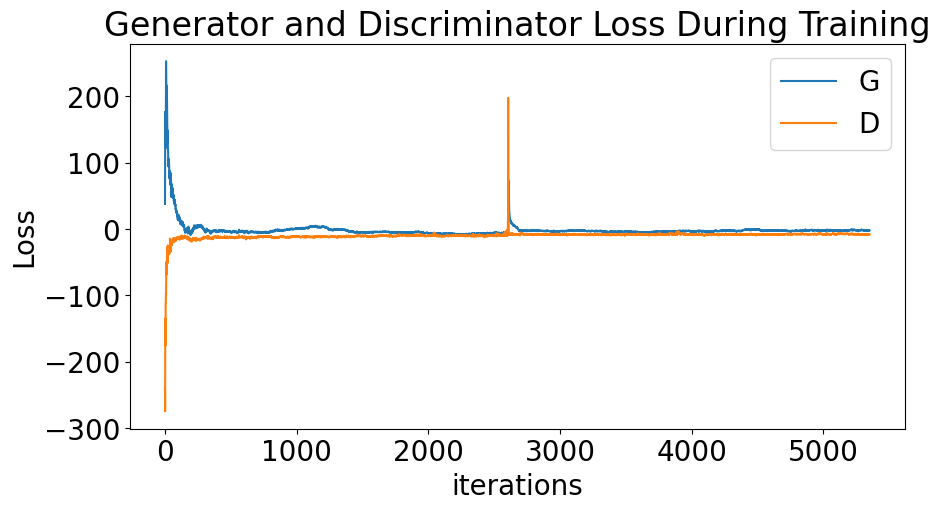 Generator and Discriminator Loss During Training
G
D
200
100
0
−100
−200
−300
Loss
0 1000 2000 3000 4000 5000
iterations